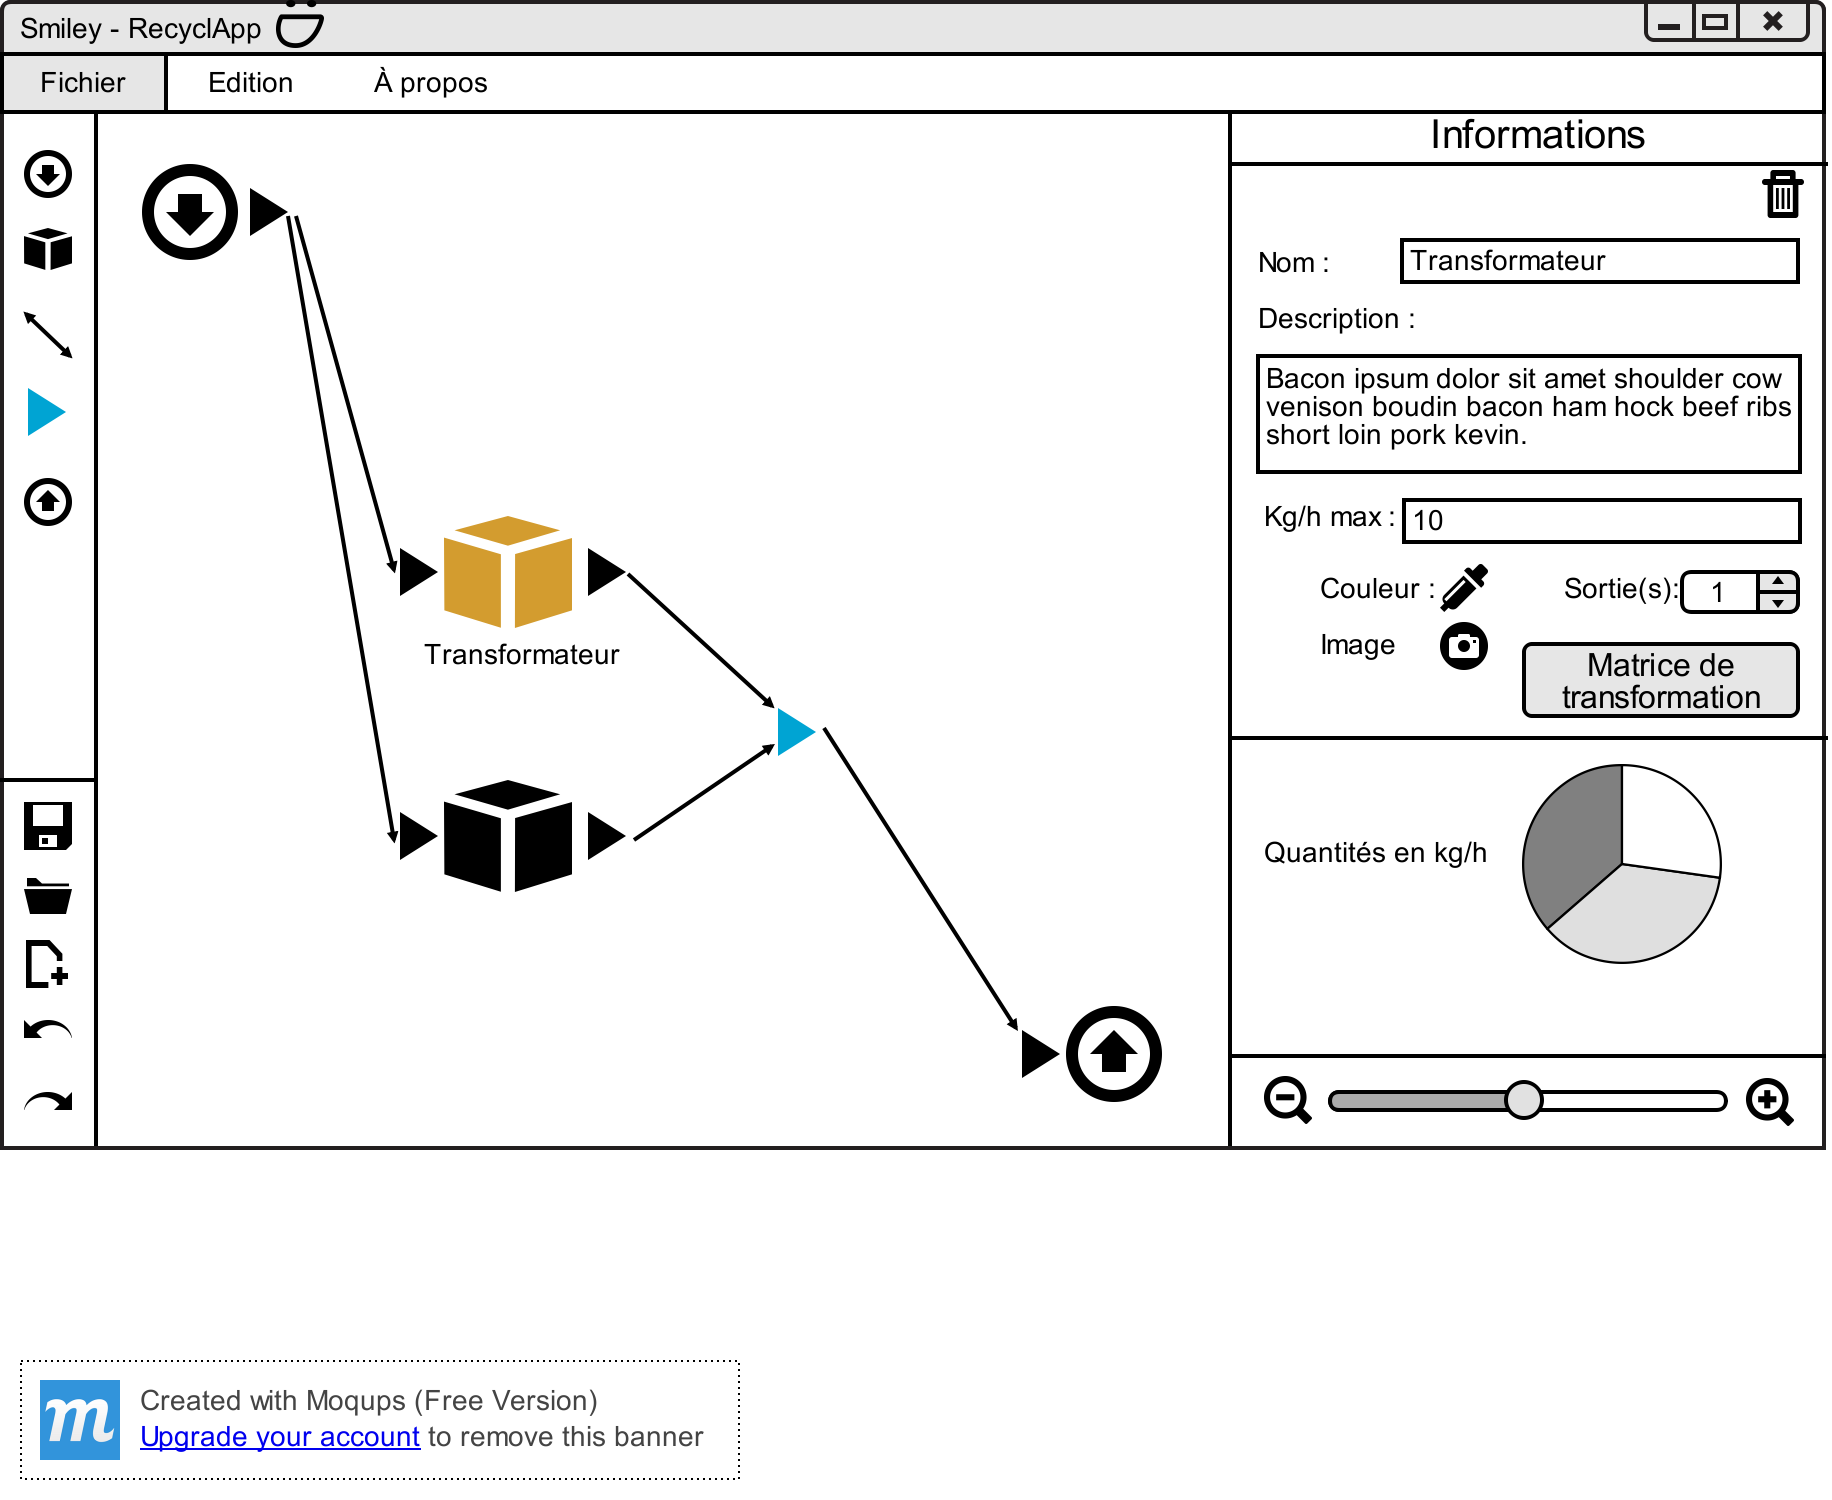 Smiley - RecyclApp
Fichier
Edition
À propos
Informations
Nom :
Transformateur
Description :
Bacon ipsum dolor sit amet shoulder cow
venison boudin bacon ham hock beef ribs
short loin pork kevin.
Kg/h max :
10
Couleur :
Sortie(s):
1
Image
Matrice de
transformation
Transformateur
Quantités en kg/h
m
Created with Moqups (Free Version)
Upgrade your account to remove this banner